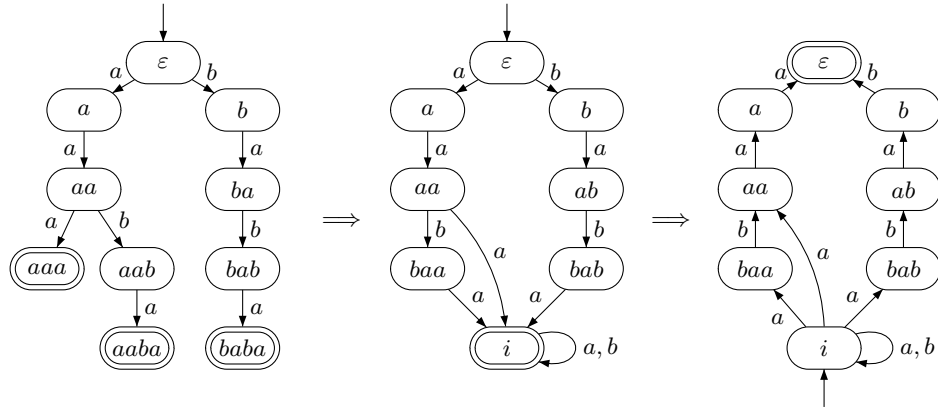 ε ε ε
a b a b a b
a b a b a b
a a a a a a
aa ba aa ab aa ab
a b b ⟹ b a b ⟹ b a b
aaa aab bab baa bab baa bab
a a a a a a
aaba baba i a, b i a, b